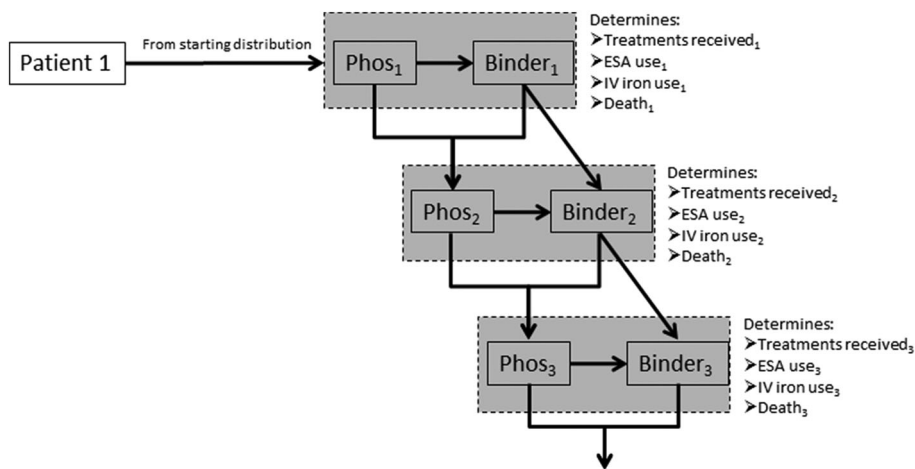 Patient 1
From starting distribution
Phos₁
Binder₁
Determines:
➢Treatments received₁
➢ESA use₁
➢IV iron use₁
➢Death₁
Phos₂
Binder₂
Determines:
➢Treatments received₂
➢ESA use₂
➢IV iron use₂
➢Death₂
Phos₃
Binder₃
Determines:
➢Treatments received₃
➢ESA use₃
➢IV iron use₃
➢Death₃